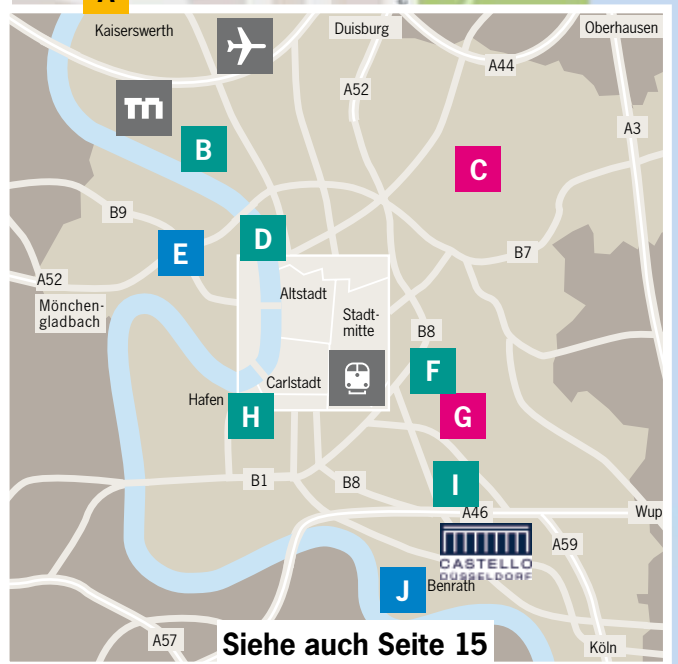 Kaiserswerth
Duisburg
Oberhausen
A44
A52
A3
B
C
B9
D
E
B7
A52
Mönchen-
gladbach
Altstadt
Stadt-
mitte
B8
F
Carlstadt
Hafen
H
G
B1
B8
I
A46
Wup
CASTELLO
DÜSSELDORF
A59
J
Benrath
A57
Siehe auch Seite 15
Köln